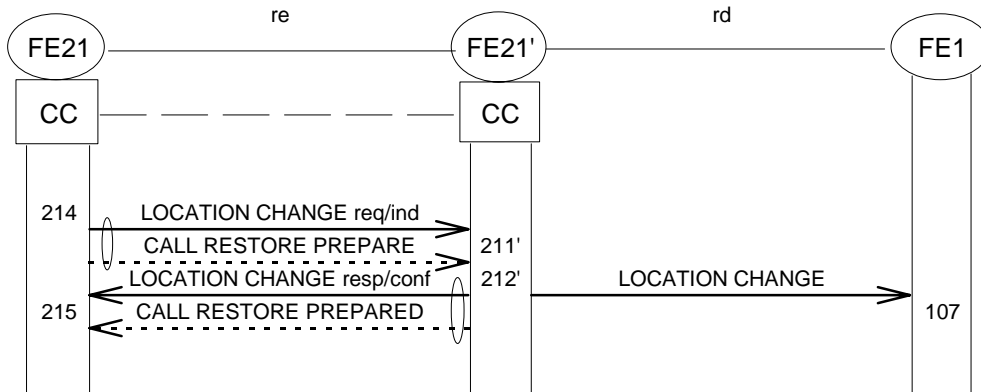 re
rd
FE21
FE21'
FE1
CC
CC
214
LOCATION CHANGE req/ind
CALL RESTORE PREPARE
211'
LOCATION CHANGE resp/conf
212'
LOCATION CHANGE
215
CALL RESTORE PREPARED
107